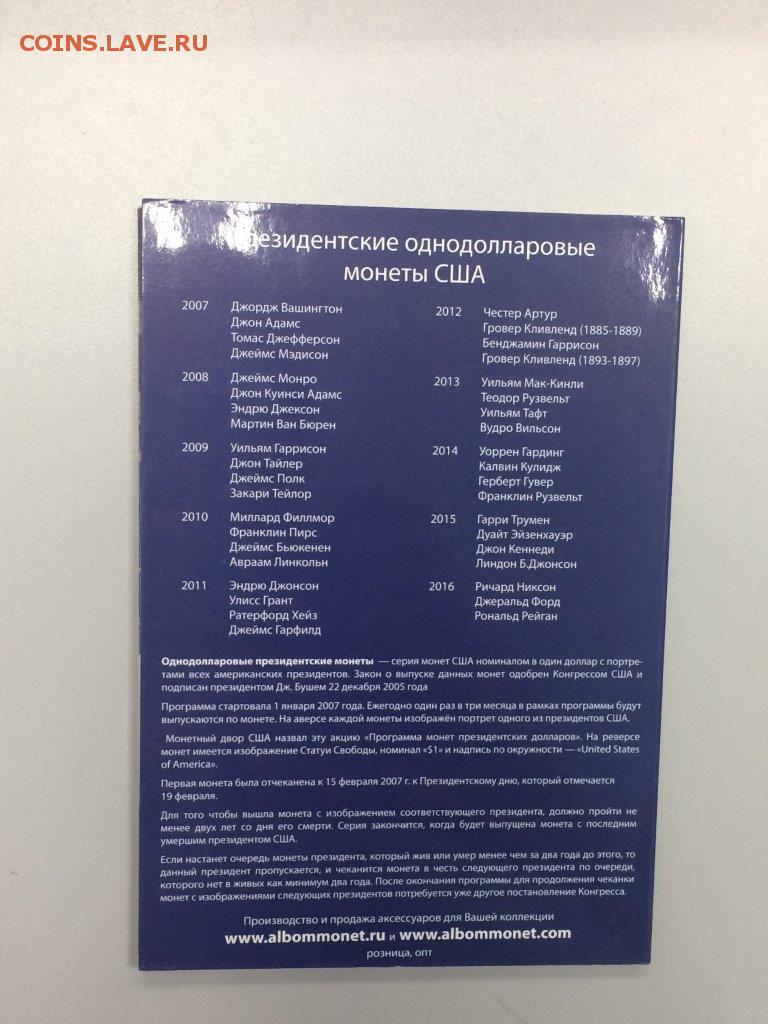 COINS.LAVE.RU
резидентские однодолларовые
монеты США
2007 Джордж Вашингтон
Джон Адамс
Томас Джефферсон
Джеймс Мэдисон
2008 Джеймс Монро
Джон Куинси Адамс
Эндрю Джексон
Мартин Ван Бюрен
2009 Уильям Гаррисон
Джон Тайлер
Джеймс Полк
Закари Тейлор
2010 Миллард Филлмор
Франклин Пирс
Джеймс Бьюкенен
Авраам Линкольн
2011 Эндрю Джонсон
Улисс Грант
Ратерфорд Хейз
Джеймс Гарфилд
2012 Честер Артур
Гровер Кливленд (1885-1889)
Бенджамин Гаррисон
Гровер Кливленд (1893-1897)
2013 Уильям Мак-Кинли
Теодор Рузвельт
Уильям Тафт
Вудро Вильсон
2014 Уоррен Гардинг
Калвин Кулидж
Герберт Гувер
Франклин Рузвельт
2015 Гарри Трумен
Дуайт Эйзенхауэр
Джон Кеннеди
Линдон Б.Джонсон
2016 Ричард Никсон
Джеральд Форд
Рональд Рейган
Однодолларовые президентские монеты — серия монет США номиналом в один доллар с портре-
тами всех американских президентов. Закон о выпуске данных монет одобрен Конгрессом США и
подписан президентом Дж. Бушем 22 декабря 2005 года
Программа стартовала 1 января 2007 года. Ежегодно один раз в три месяца в рамках программы будут
выпускаются по монете. На аверсе каждой монеты изображён портрет одного из президентов США.
Монетный двор США назвал эту акцию «Программа монет президентских долларов». На реверсе
монет имеется изображение Статуи Свободы, номинал «$1» и надпись по окружности — «United States
of America».
Первая монета была отчеканена к 15 февраля 2007 г. к Президентскому дню, который отмечается
19 февраля.
Для того чтобы вышла монета с изображением соответствующего президента, должно пройти не
менее двух лет со дня его смерти. Серия закончится, когда будет выпущена монета с последним
умершим президентом США.
Если настанет очередь монеты президента, который жив или умер менее чем за два года до этого, то
данный президент пропускается, и чеканится монета в честь следующего президента по очереди,
которого нет в живых как минимум два года. После окончания программы для продолжения чеканки
монет с изображениями следующих президентов потребуется уже другое постановление Конгресса.
Производство и продажа аксессуаров для Вашей коллекции
www.albommonet.ru и www.albommonet.com
розница, опт